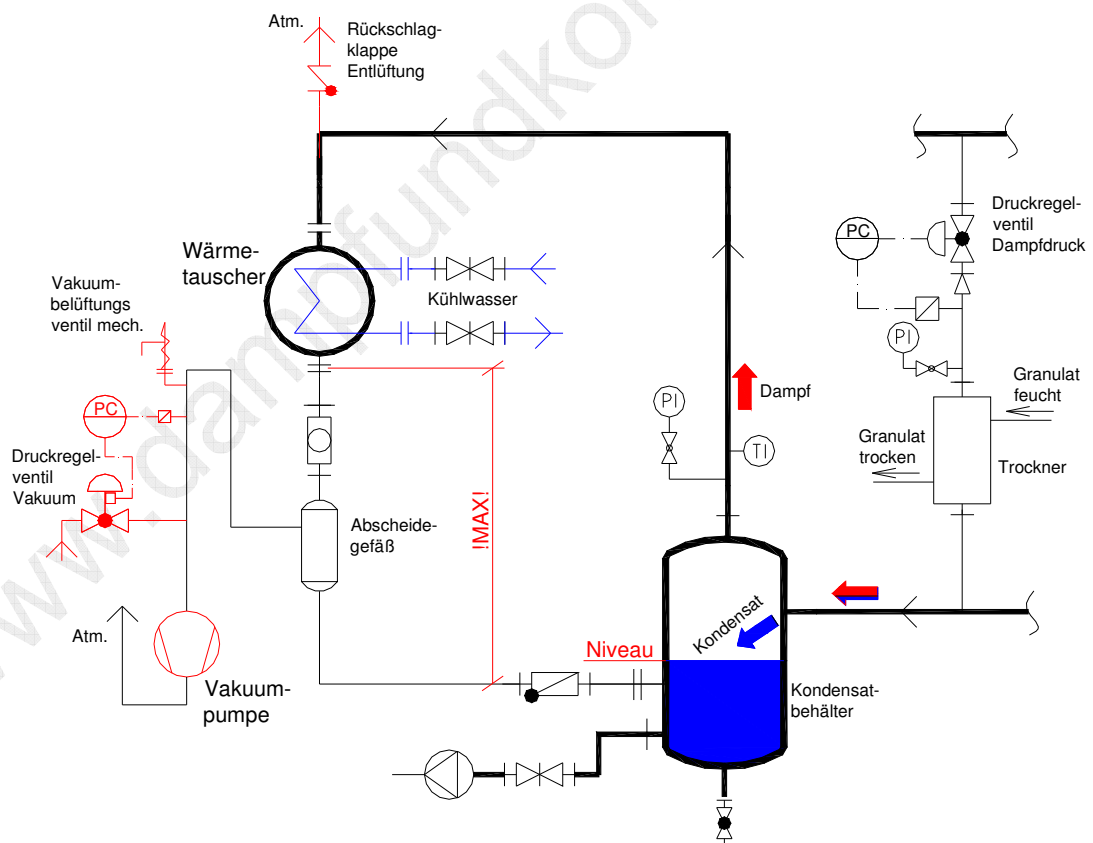 Atm.
Rückschlag-
klappe
Entlüftung
Wärme-
tauscher
Kühlwasser
Vakuum-
belüftungs
ventil mech.
PC
Druckregel-
ventil
Vakuum
Abscheide-
gefäß
!MAX!
Atm.
Vakuum-
pumpe
Niveau
Kondensat
Kondensat-
behälter
PI
TI
Dampf
PC
Druckregel-
ventil
Dampfdruck
PI
Granulat
feucht
Granulat
trocken
Trockner
www.dampfundkon